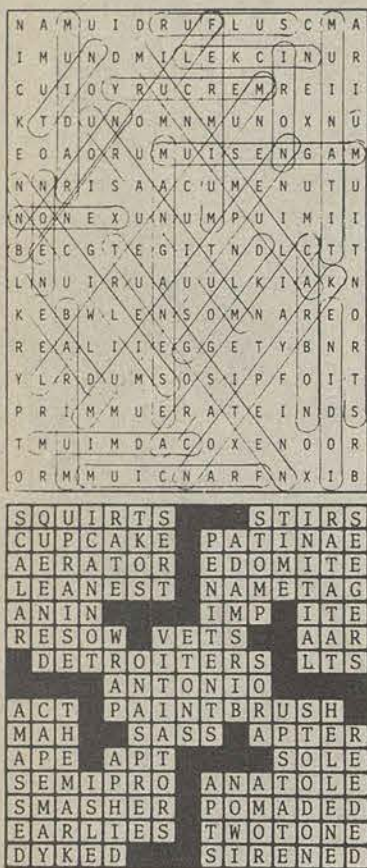 N A M U I D R U F L U S C M A
I M U N D M I L E K C I N U R
C U I O Y R U C R E M R E I I
K T D U N O M N M U N O X N U
E O A O R U M U I S E N G A M
N N R I S A A C U M E N U T U
N O N E X U N U M P U I M I I
B E C G T E G I T N D L C T T
L N U I R U A U U L K I A K N
K E B W L E N S O M N A R E O
R E A L I I E G G E T Y B N R
Y L R D U M S O S I P F O I T
P R I M M U E R A T E I N D S
T M U I M D A C O X E N O O R
O R M M U I C N A R F N X I B
SQUIRTS STIRS
CUPCAKE PATINAE
AERATOR EDOMITE
LEANEST NAMETAG
ANIN IMP ITE
RESOW VETS AAR
DETROITERS LTS
ANTONIO
ACT PAINTBRUSH
MAH SASS APTER
APE APT SOLE
SEMIPRO ANATOLE
SMASHER POMADED
EARLIES TWOTONE
DYKED SIRENED